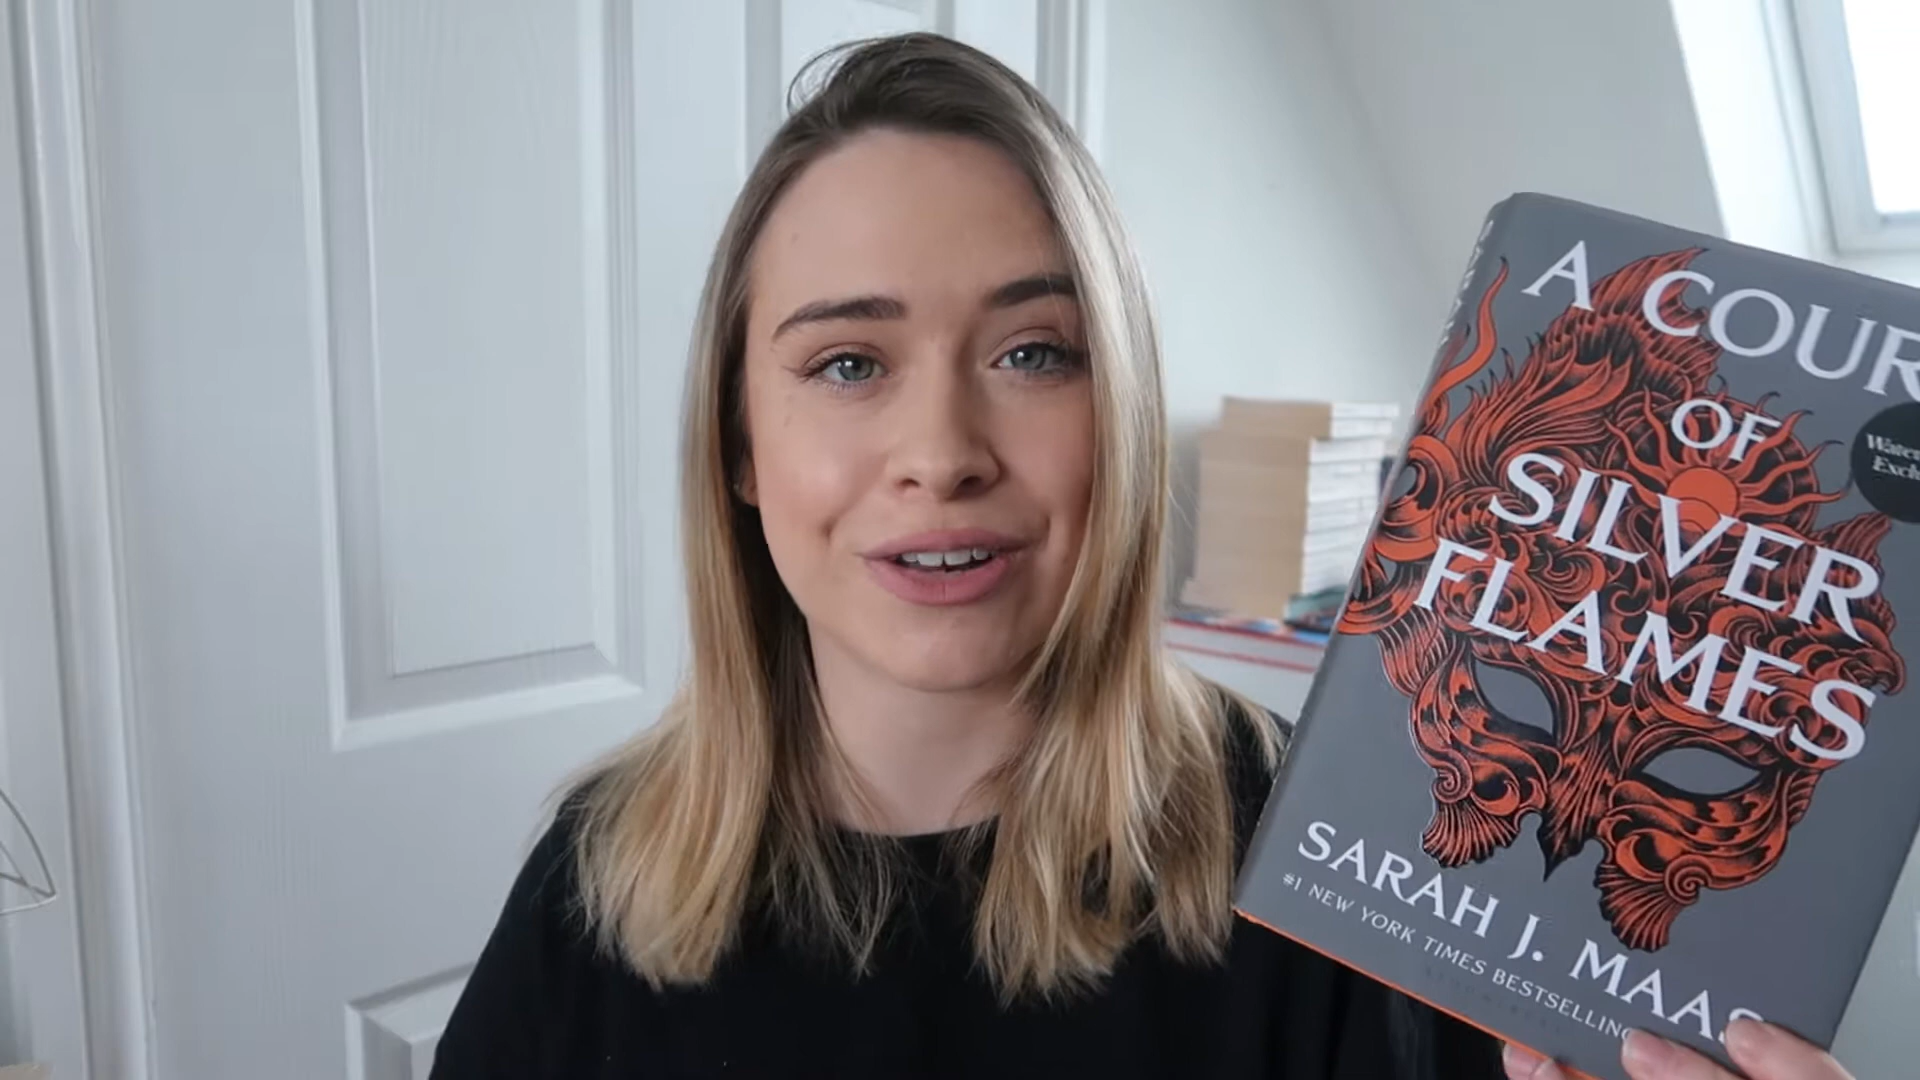 A COUR
OF
SILVER
FLAMES
SARAH J. MAAS
#1 NEW YORK TIMES BESTSELLING